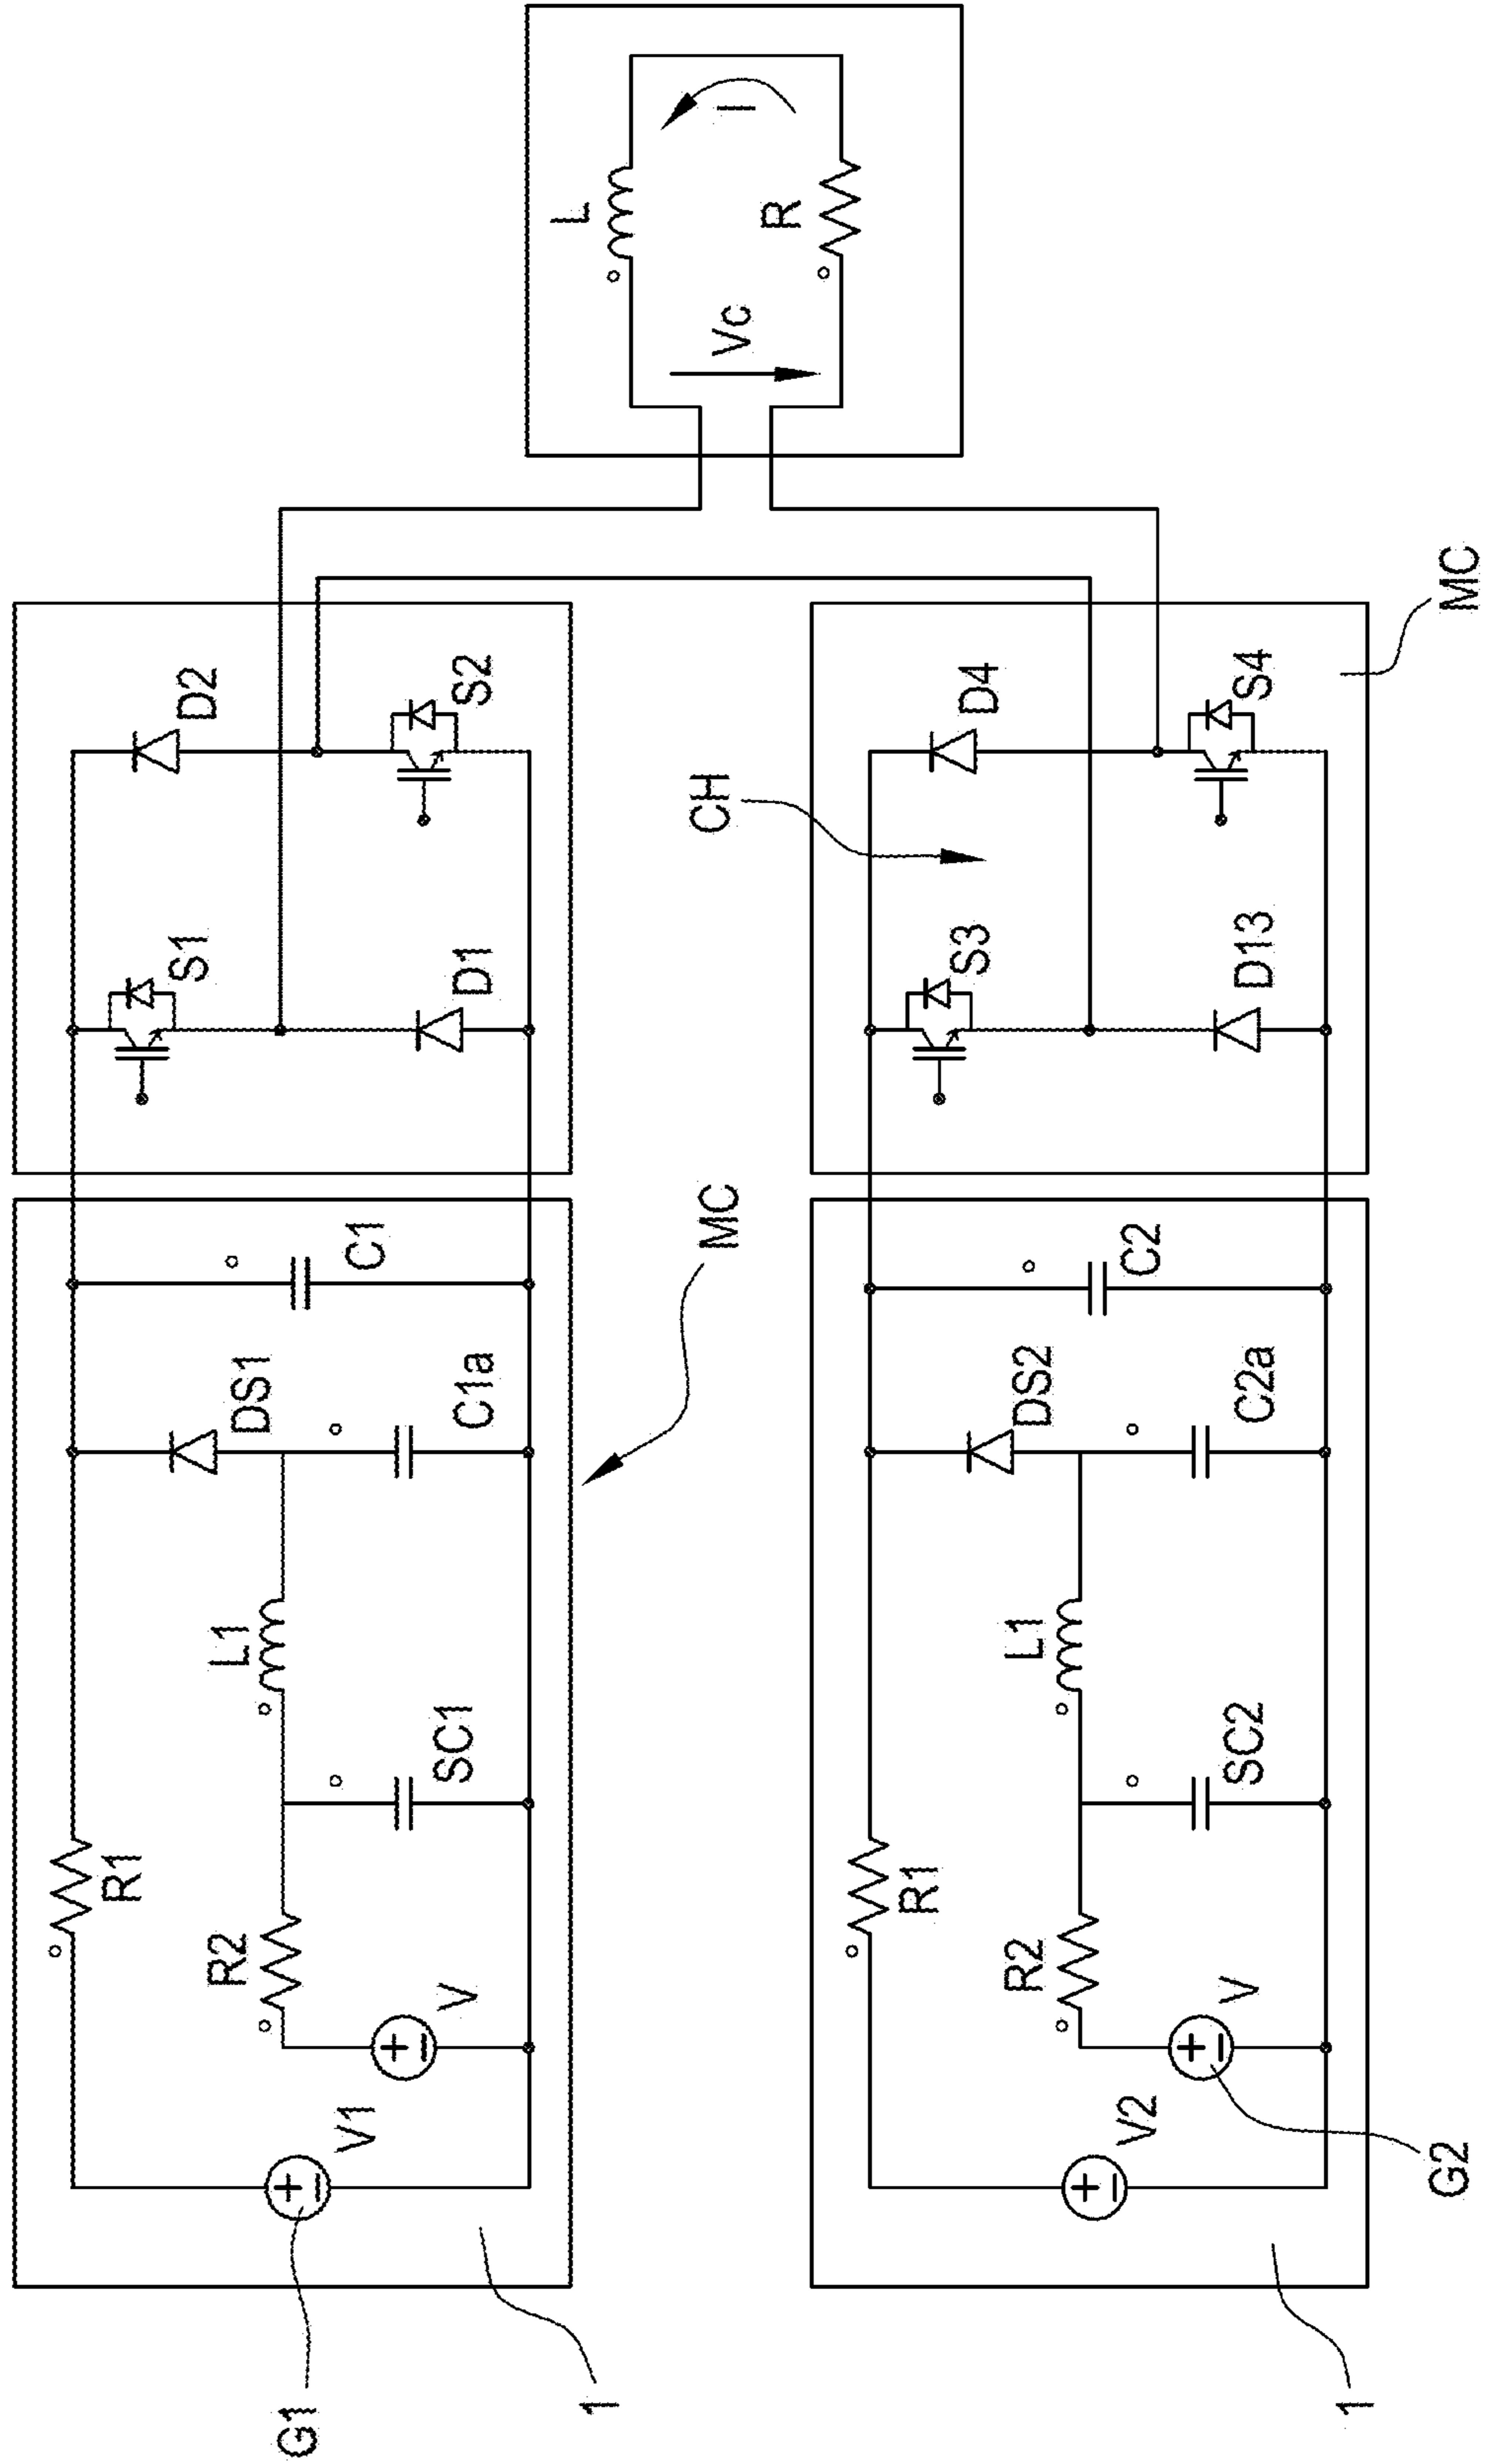 G1
V1
V
R1
R2
SC1
L1
DS1
C1a
C1
1
MC
S1
D1
D2
S2
L
Vc
I
R
V2
V
G2
R1
R2
SC2
L1
DS2
C2a
C2
1
CH
S3
D13
D4
S4
MC